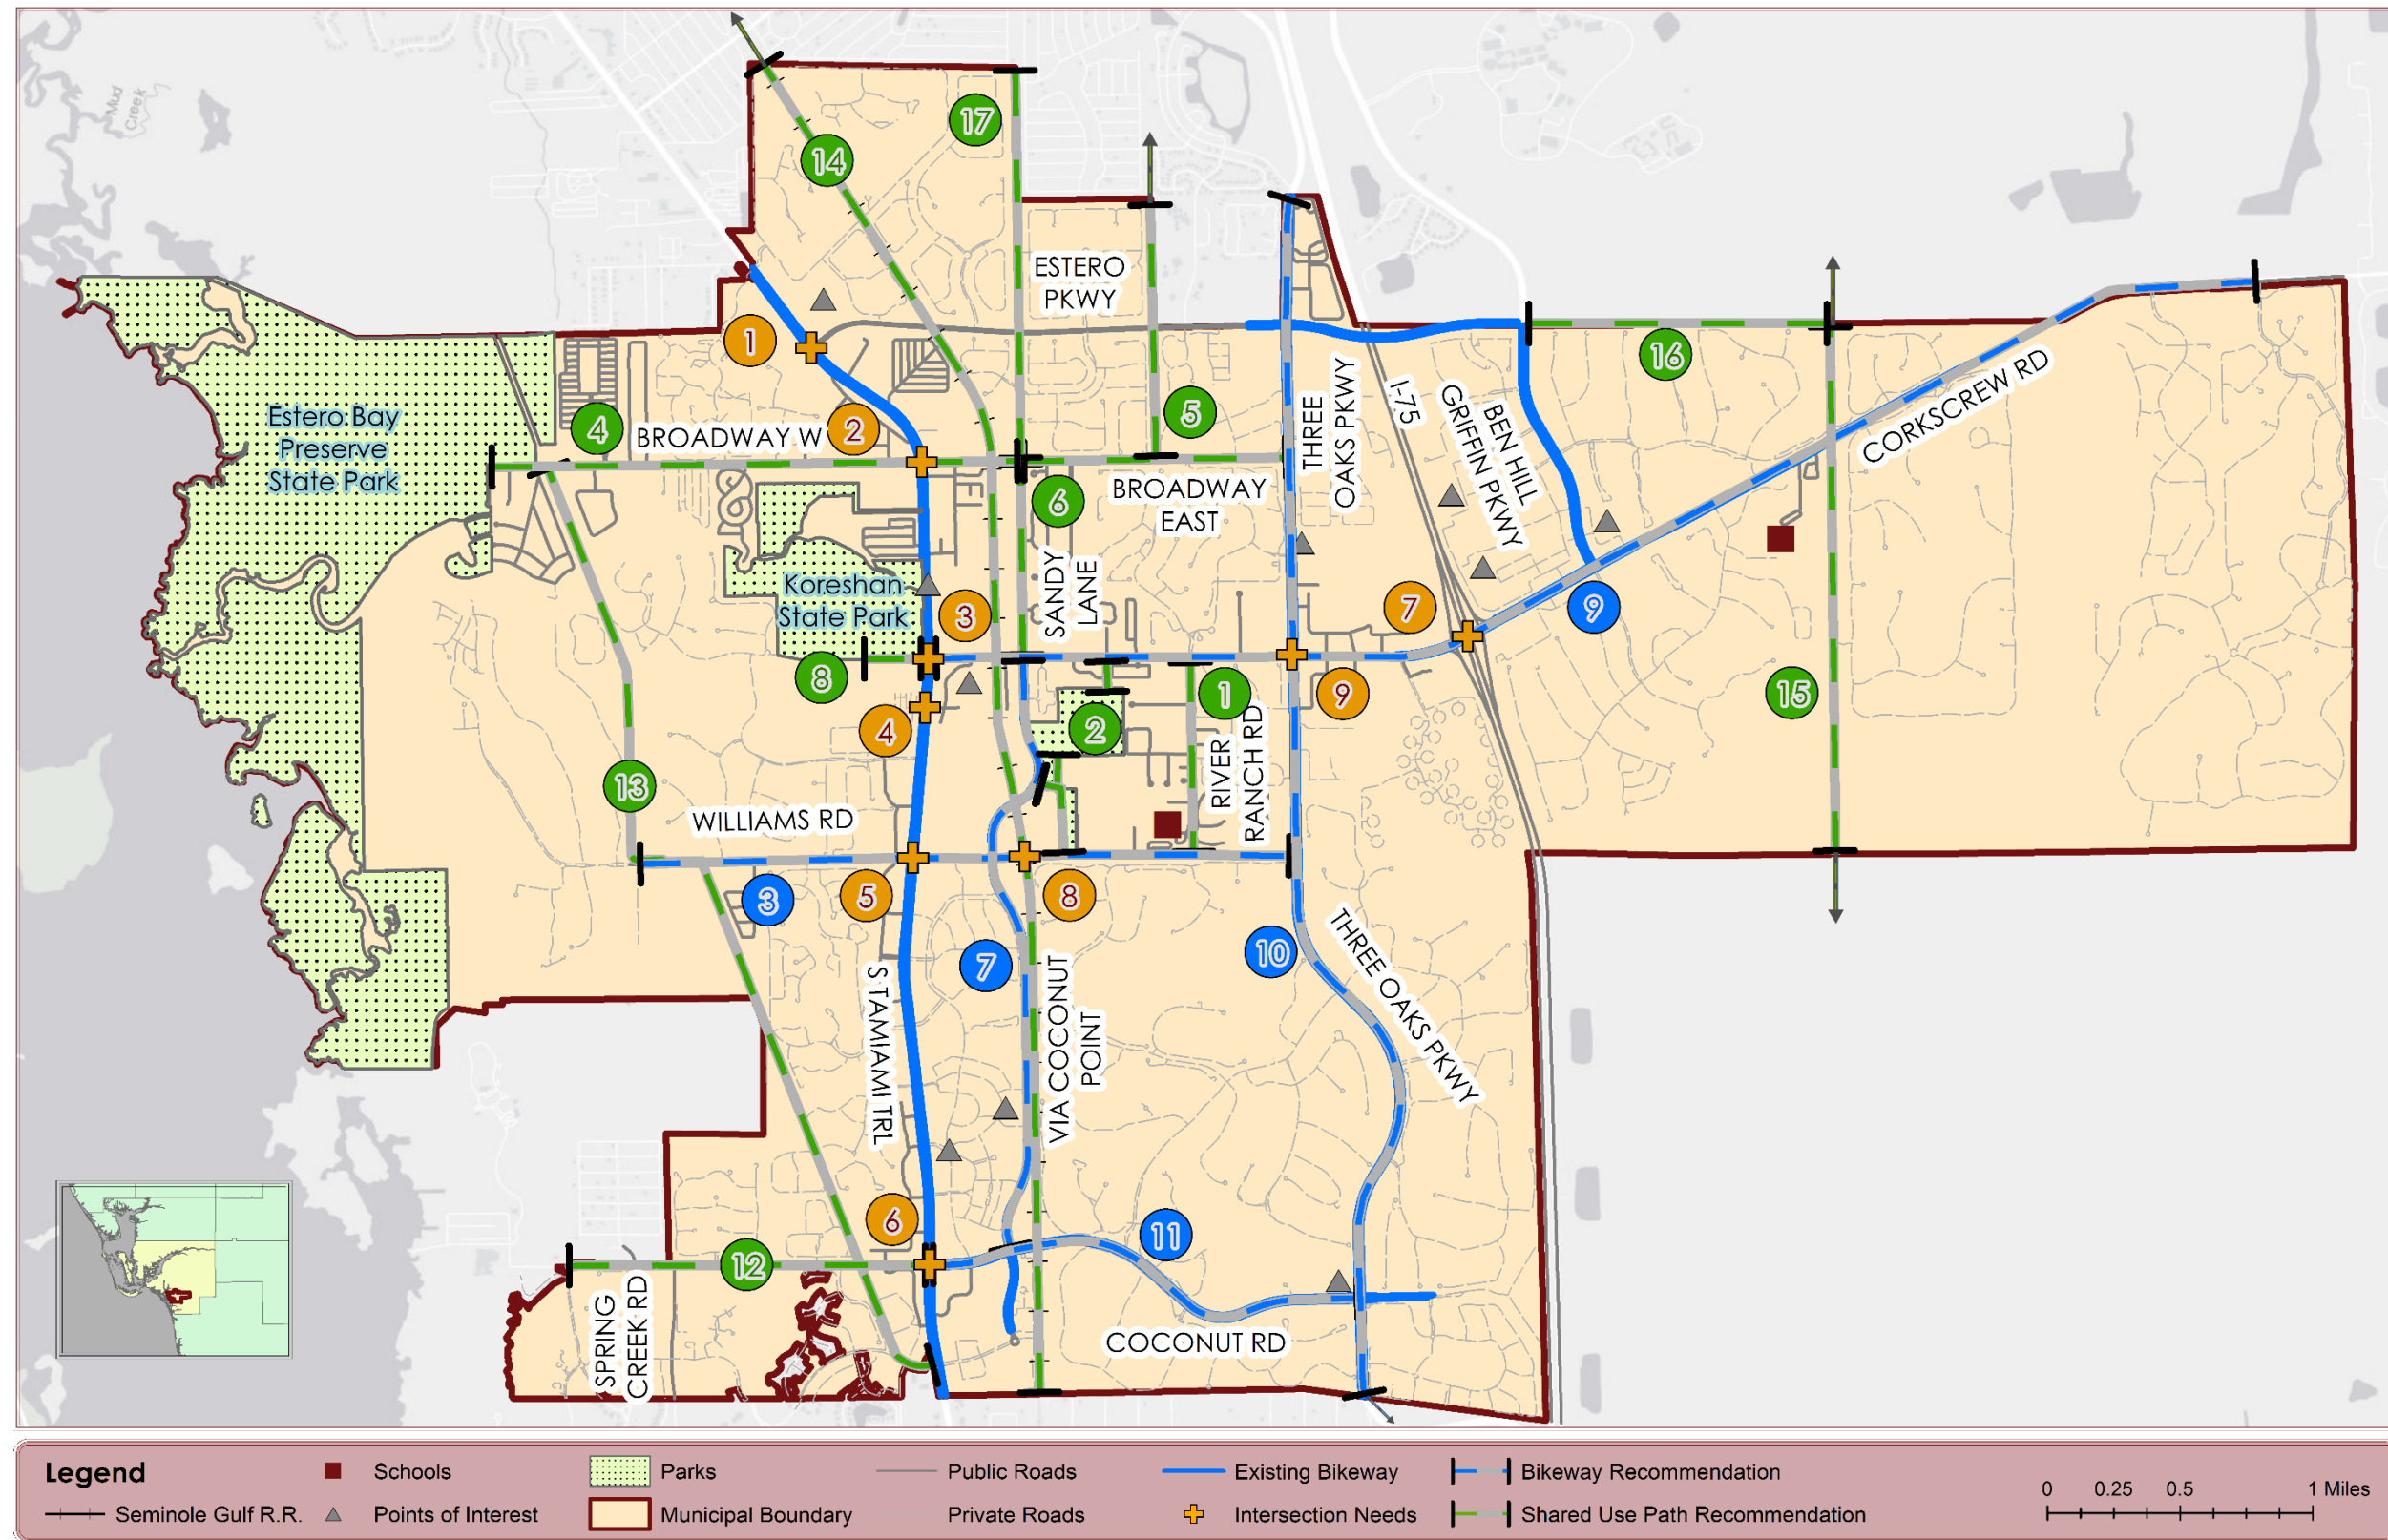 Mud
Creek
17
14
ESTERO
PKWY
1
16
Estero Bay
Preserve
State Park
4
BROADWAY W
2
5
THREE
OAKS PKWY
I-75
BEN HILL
GRIFFIN PKWY
CORKSCREW RD
6
BROADWAY
EAST
Koreshan
State Park
3
SANDY
LANE
7
9
8
4
2
1
9
15
RIVER
RANCH RD
13
WILLIAMS RD
3
5
8
7
10
S TAMIAMI TRL
VIA COCONUT
POINT
THREE OAKS PKWY
6
11
12
SPRING
CREEK RD
COCONUT RD
Legend
Schools
Parks
Public Roads
Existing Bikeway
Bikeway Recommendation
Seminole Gulf R.R.
Points of Interest
Municipal Boundary
Private Roads
Intersection Needs
Shared Use Path Recommendation
0 0.25 0.5 1 Miles